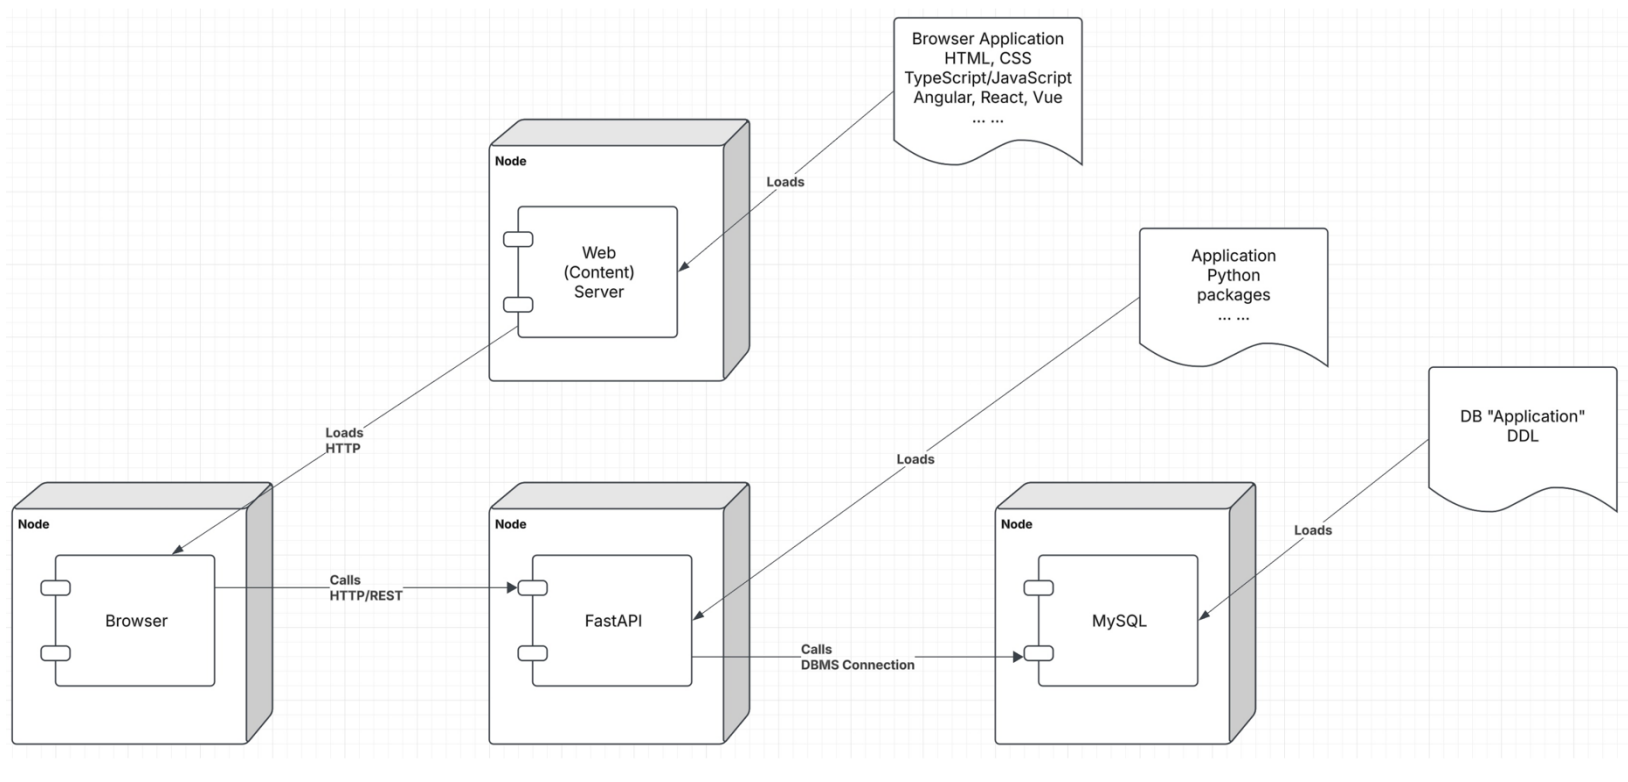 Browser Application
HTML, CSS
TypeScript/JavaScript
Angular, React, Vue
... ...
Node
Loads
Web
(Content)
Server
Application
Python
packages
... ...
DB "Application"
DDL
Loads
HTTP
Loads
Loads
Node
Node
Node
Calls
HTTP/REST
Browser
FastAPI
MySQL
Calls
DBMS Connection